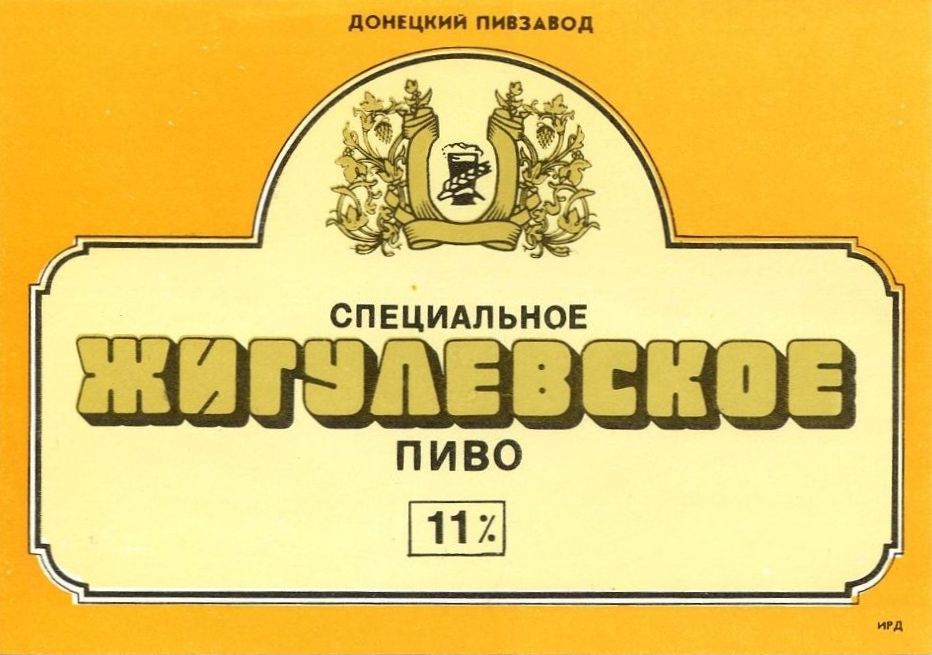 ДОНЕЦКИЙ ПИВЗАВОД
СПЕЦИАЛЬНОЕ
ЖИГУЛЕВСКОЕ
ПИВО
11%
ИРД